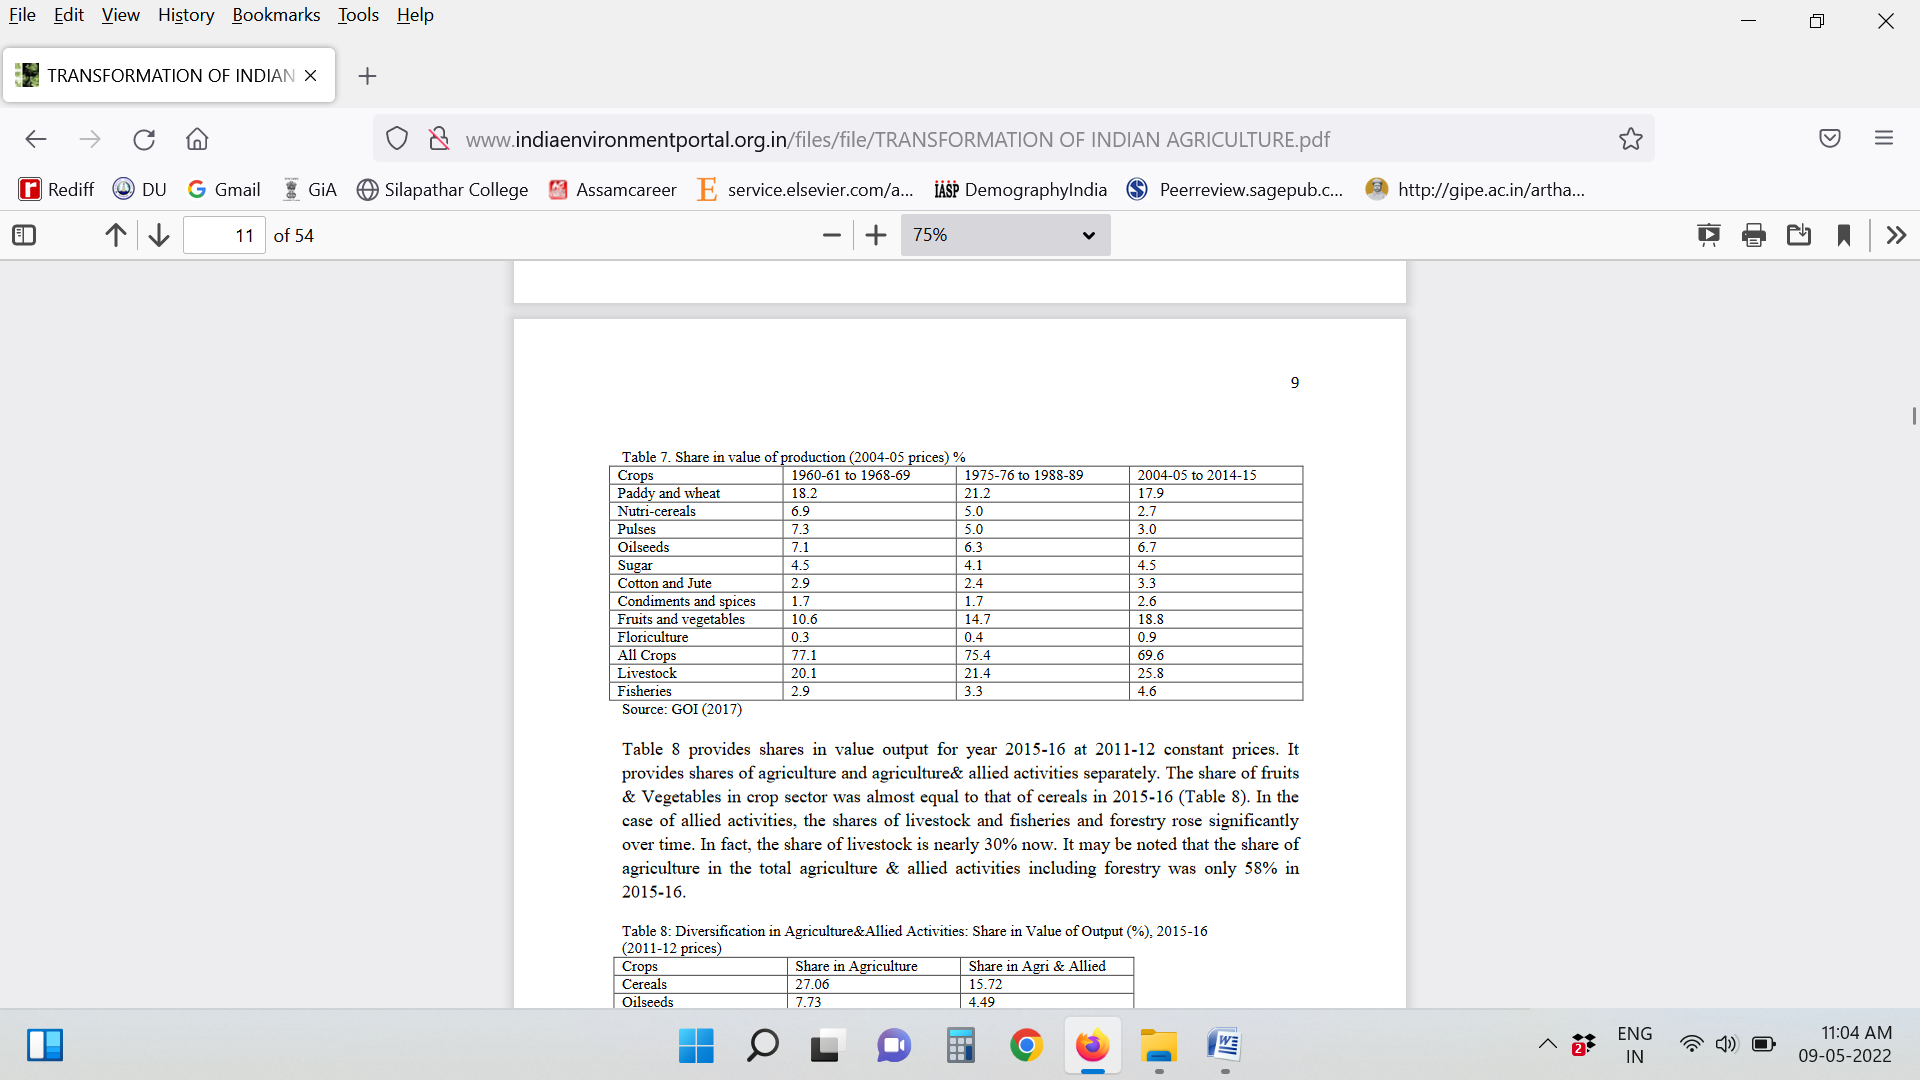 File Edit View History Bookmarks Tools Help
TRANSFORMATION OF INDIAN
www.indiaenvironmentportal.org.in/files/file/TRANSFORMATION OF INDIAN AGRICULTURE.pdf
Rediff DU Gmail GiA Silapathar College Assamcareer service.elsevier.com/a... DemographyIndia Peerreview.sagepub.c... http://gipe.ac.in/artha...
11 of 54 75%
9
Table 7. Share in value of production (2004-05 prices) %
Crops 1960-61 to 1968-69 1975-76 to 1988-89 2004-05 to 2014-15
Paddy and wheat 18.2 21.2 17.9
Nutri-cereals 6.9 5.0 2.7
Pulses 7.3 5.0 3.0
Oilseeds 7.1 6.3 6.7
Sugar 4.5 4.1 4.5
Cotton and Jute 2.9 2.4 3.3
Condiments and spices 1.7 1.7 2.6
Fruits and vegetables 10.6 14.7 18.8
Floriculture 0.3 0.4 0.9
All Crops 77.1 75.4 69.6
Livestock 20.1 21.4 25.8
Fisheries 2.9 3.3 4.6
Source: GOI (2017)
Table 8 provides shares in value output for year 2015-16 at 2011-12 constant prices. It
provides shares of agriculture and agriculture& allied activities separately. The share of fruits
& Vegetables in crop sector was almost equal to that of cereals in 2015-16 (Table 8). In the
case of allied activities, the shares of livestock and fisheries and forestry rose significantly
over time. In fact, the share of livestock is nearly 30% now. It may be noted that the share of
agriculture in the total agriculture & allied activities including forestry was only 58% in
2015-16.
Table 8: Diversification in Agriculture&Allied Activities: Share in Value of Output (%), 2015-16
(2011-12 prices)
Crops Share in Agriculture Share in Agri & Allied
Cereals 27.06 15.72
Oilseeds 7.73 4.49
2
ENG
IN
11:04 AM
09-05-2022